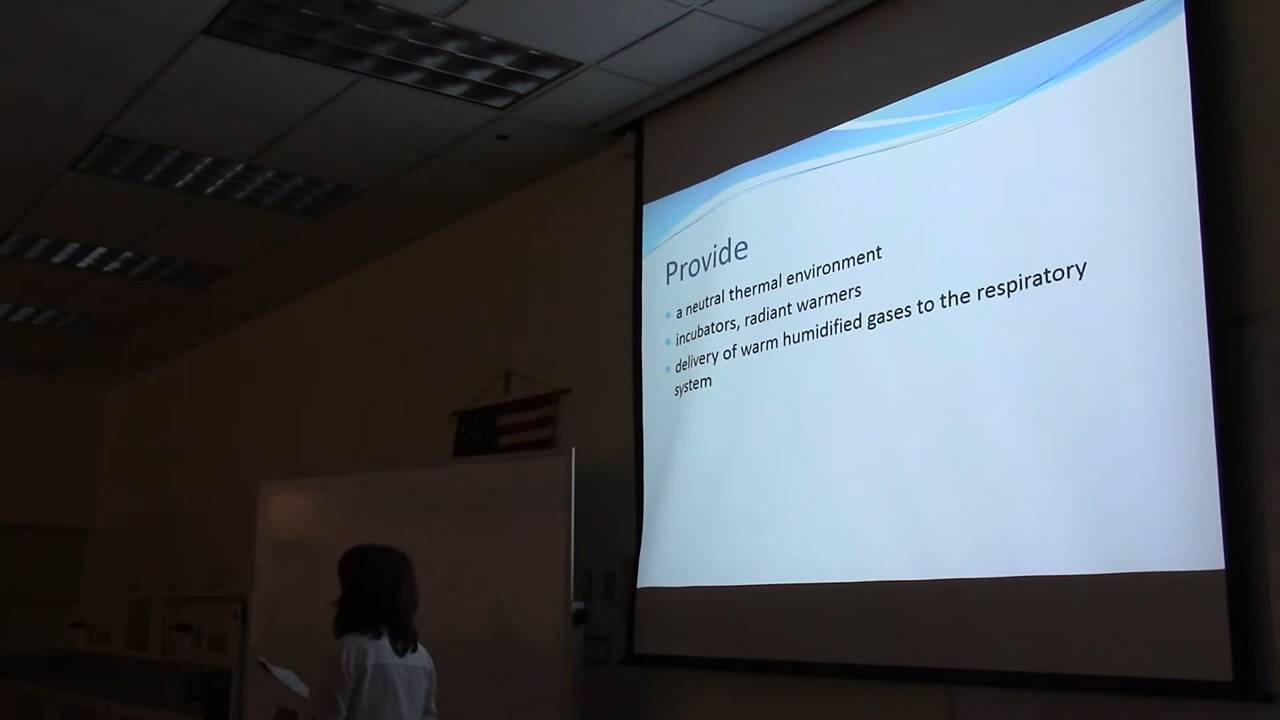 Provide
a neutral thermal environment
incubators, radiant warmers
delivery of warm humidified gases to the respiratory
system